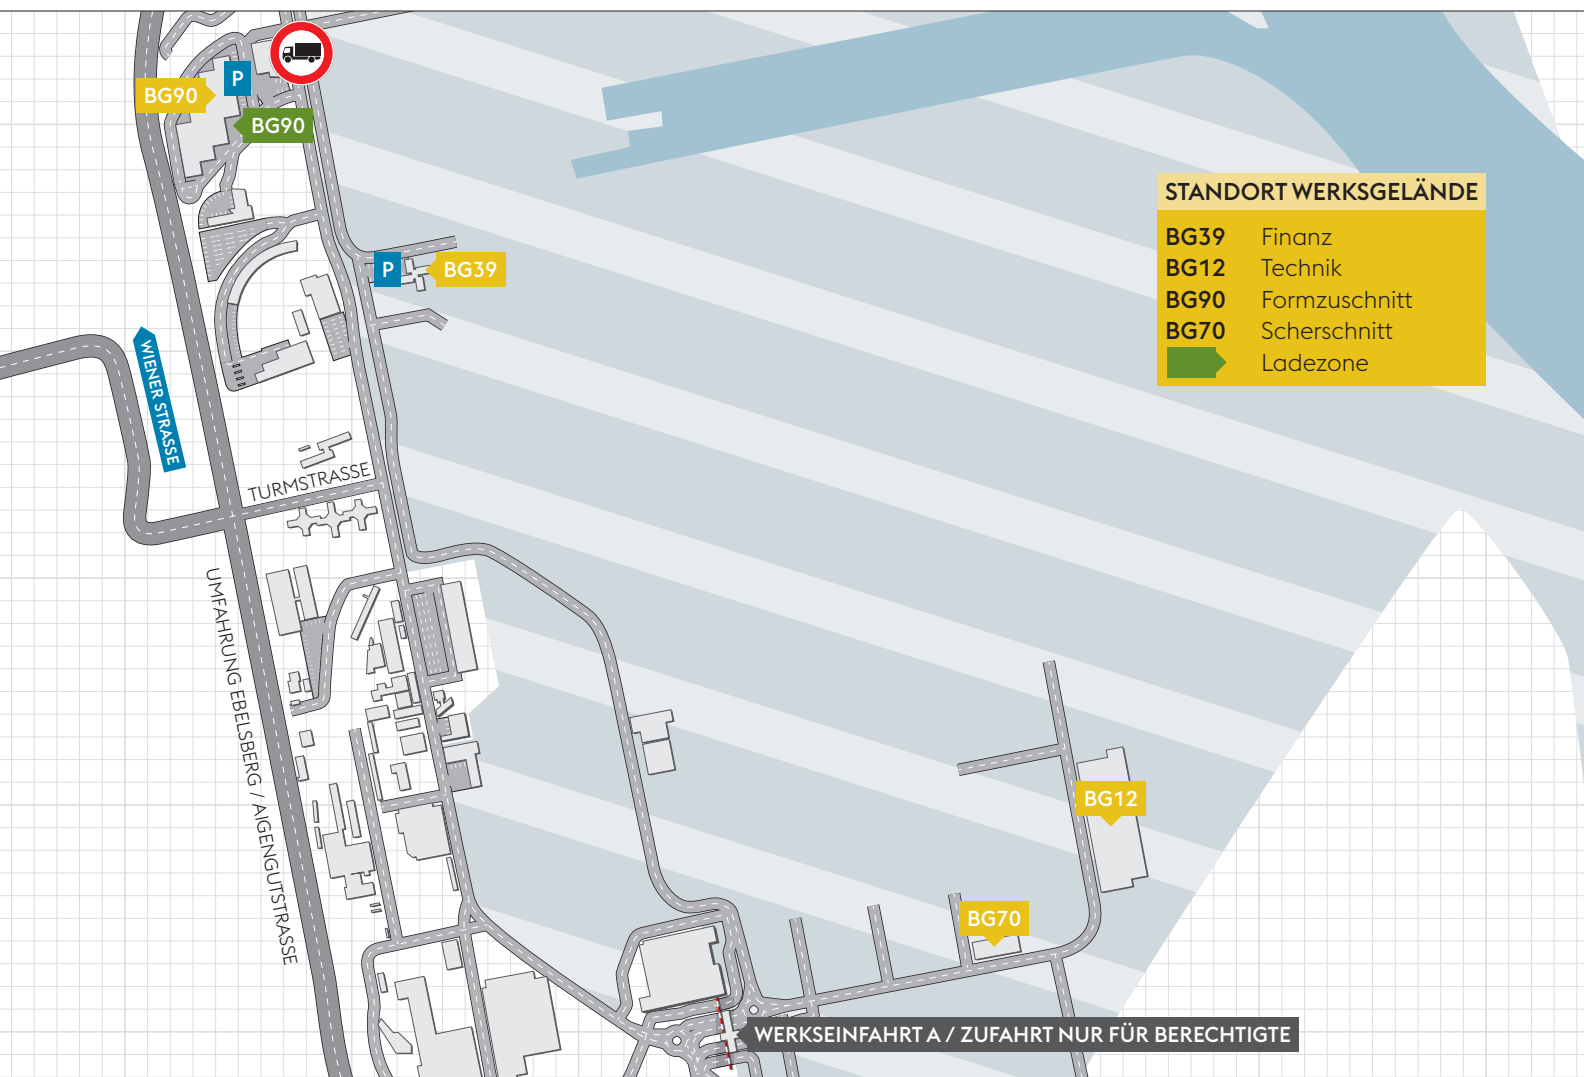 P
BG90
BG90
STANDORT WERKSGELÄNDE
BG39 Finanz
BG12 Technik
BG90 Formzuschnitt
BG70 Scherschnitt
Ladezone
P
BG39
WIENER STRASSE
TURMSTRASSE
UMFAHRUNG EBELSBERG / AIGENGUTSTRASSE
BG12
BG70
WERKSEINFAHRT A / ZUFAHRT NUR FÜR BERECHTIGTE